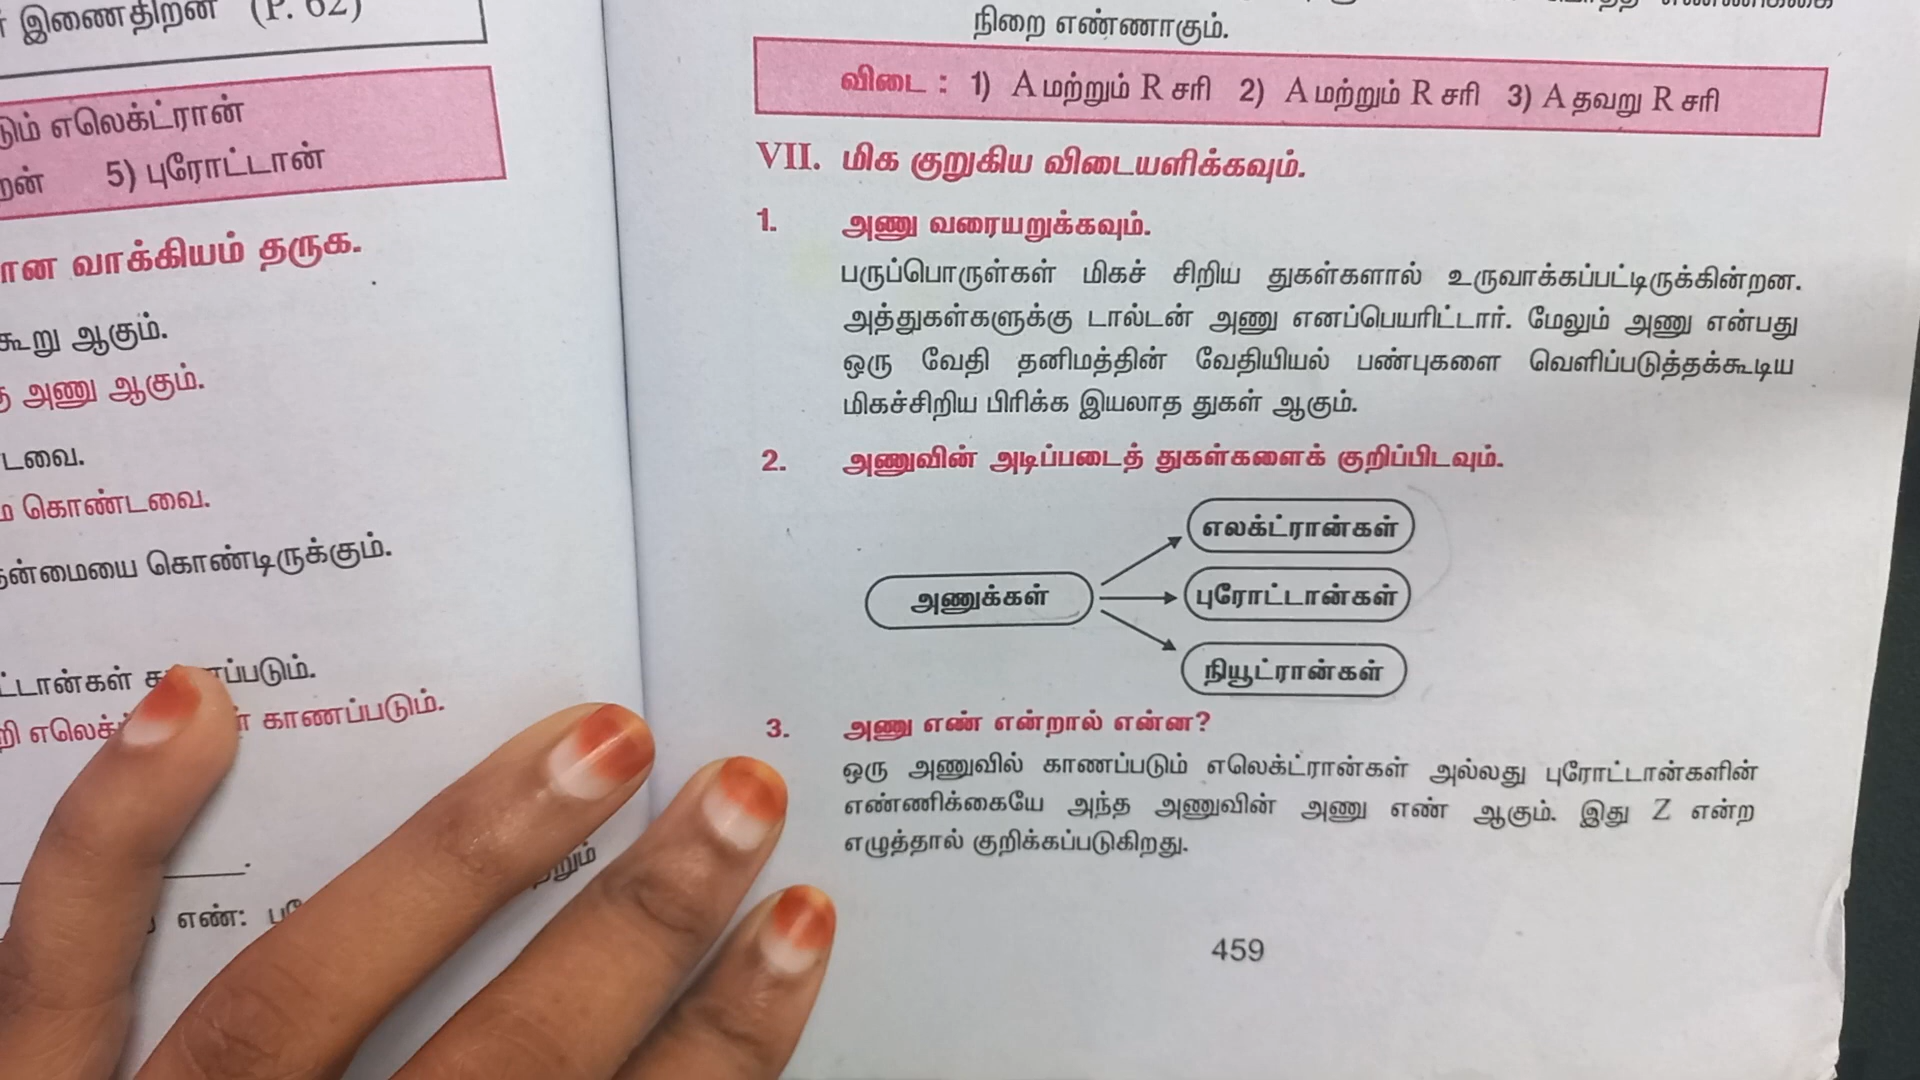 இணைதிறன் (P. 62)
எலெக்ட்ரான்
5) புரோட்டான்
வாக்கியம் தருக.
ஆகும்.
அணு ஆகும்.
கொண்டவை.
கொண்டிருக்கும்.
காணப்படும்.
எண்:
நிறை எண்ணாகும்.
விடை : 1) A மற்றும் R சரி 2) A மற்றும் R சரி 3) A தவறு R சரி
VII. மிக குறுகிய விடையளிக்கவும்.
1. அணு வரையறுக்கவும்.
பருப்பொருள்கள் மிகச் சிறிய துகள்களால் உருவாக்கப்பட்டிருக்கின்றன.
அத்துகள்களுக்கு டால்டன் அணு எனப்பெயரிட்டார். மேலும் அணு என்பது
ஒரு வேதி தனிமத்தின் வேதியியல் பண்புகளை வெளிப்படுத்தக்கூடிய
மிகச்சிறிய பிரிக்க இயலாத துகள் ஆகும்.
2. அணுவின் அடிப்படைத் துகள்களைக் குறிப்பிடவும்.
எலக்ட்ரான்கள்
அணுக்கள்
புரோட்டான்கள்
நியூட்ரான்கள்
3. அணு எண் என்றால் என்ன?
ஒரு அணுவில் காணப்படும் எலெக்ட்ரான்கள் அல்லது புரோட்டான்களின்
எண்ணிக்கையே அந்த அணுவின் அணு எண் ஆகும். இது Z என்ற
எழுத்தால் குறிக்கப்படுகிறது.
459